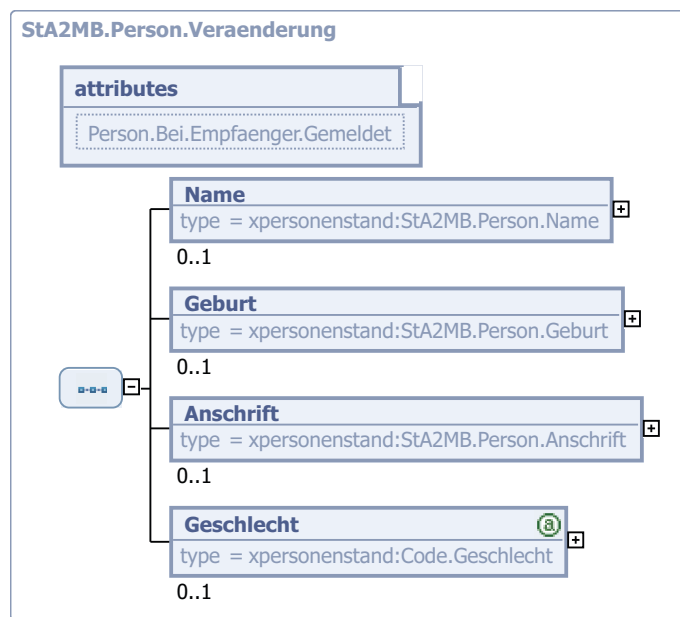 StA2MB.Person.Veraenderung
attributes
Person.Bei.Empfaenger.Gemeldet
Name
type = xpersonenstand:StA2MB.Person.Name
0..1
Geburt
type = xpersonenstand:StA2MB.Person.Geburt
0..1
Anschrift
type = xpersonenstand:StA2MB.Person.Anschrift
0..1
Geschlecht @
type = xpersonenstand:Code.Geschlecht
0..1